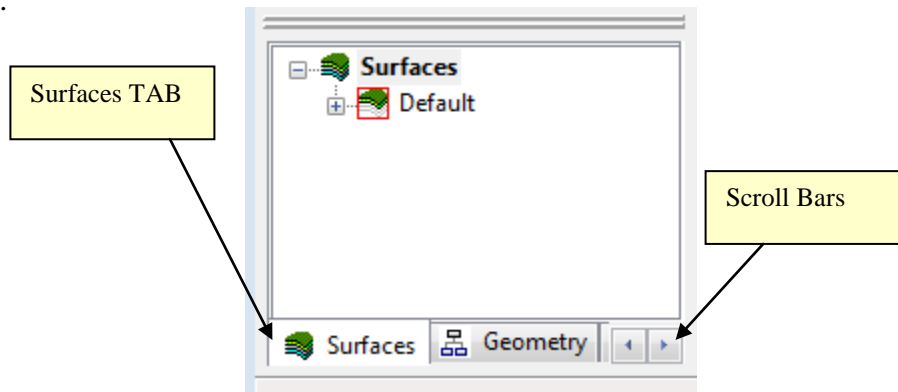 .
Surfaces
Surfaces TAB
Default
Scroll Bars
Surfaces
Geometry